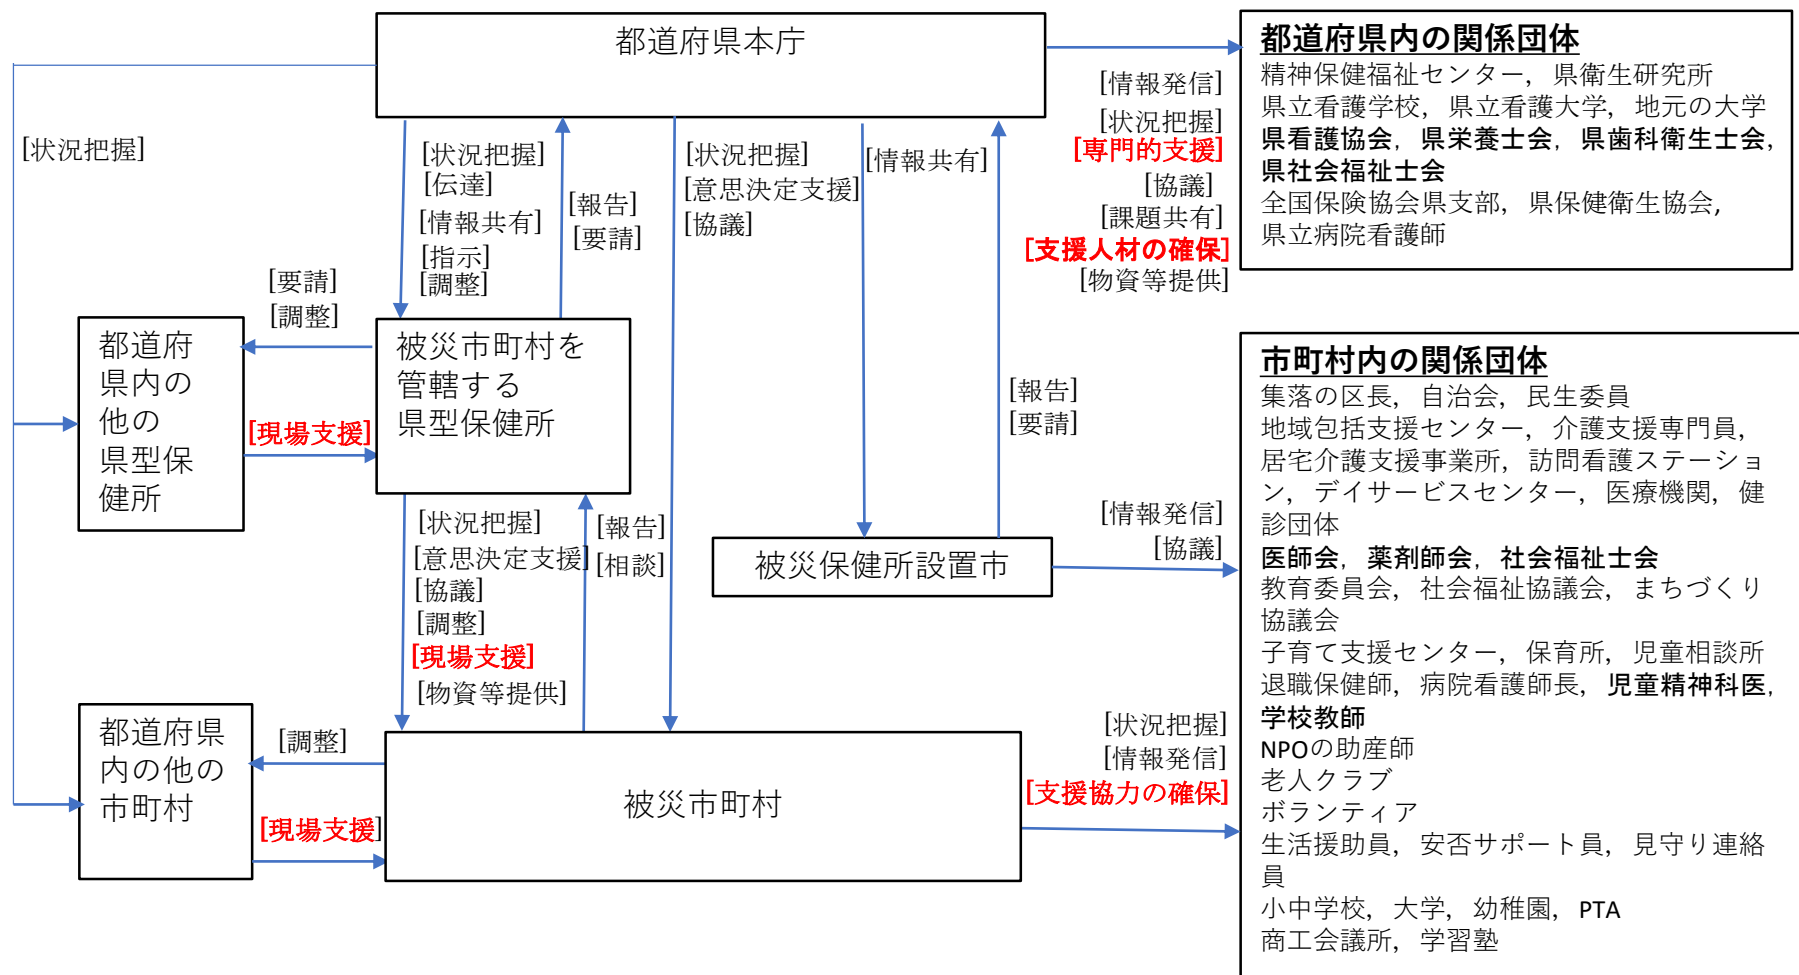 都道府県本庁
[状況把握]
[状況把握]
[伝達]
[情報共有]
[指示]
[調整]
[報告]
[要請]
[状況把握]
[意思決定支援]
[協議]
[情報共有]
[情報発信]
[状況把握]
[専門的支援]
[協議]
[課題共有]
[支援人材の確保]
[物資等提供]
都道府県内の関係団体
精神保健福祉センター，県衛生研究所
県立看護学校，県立看護大学，地元の大学
県看護協会，県栄養士会，県歯科衛生士会，
県社会福祉士会
全国保険協会県支部，県保健衛生協会，
県立病院看護師
[要請]
[調整]
都道府
県内の
他の
県型保
健所
[現場支援]
被災市町村を
管轄する
県型保健所
[報告]
[要請]
[状況把握]
[意思決定支援]
[協議]
[調整]
[現場支援]
[物資等提供]
[報告]
[相談]
被災保健所設置市
[情報発信]
[協議]
都道府県
内の他の
市町村
[調整]
[現場支援]
被災市町村
[状況把握]
[情報発信]
[支援協力の確保]
市町村内の関係団体
集落の区長，自治会，民生委員
地域包括支援センター，介護支援専門員，
居宅介護支援事業所，訪問看護ステーショ
ン，デイサービスセンター，医療機関，健
診団体
医師会，薬剤師会，社会福祉士会
教育委員会，社会福祉協議会，まちづくり
協議会
子育て支援センター，保育所，児童相談所
退職保健師，病院看護師長，児童精神科医，
学校教師
NPOの助産師
老人クラブ
ボランティア
生活援助員，安否サポート員，見守り連絡
員
小中学校，大学，幼稚園，PTA
商工会議所，学習塾